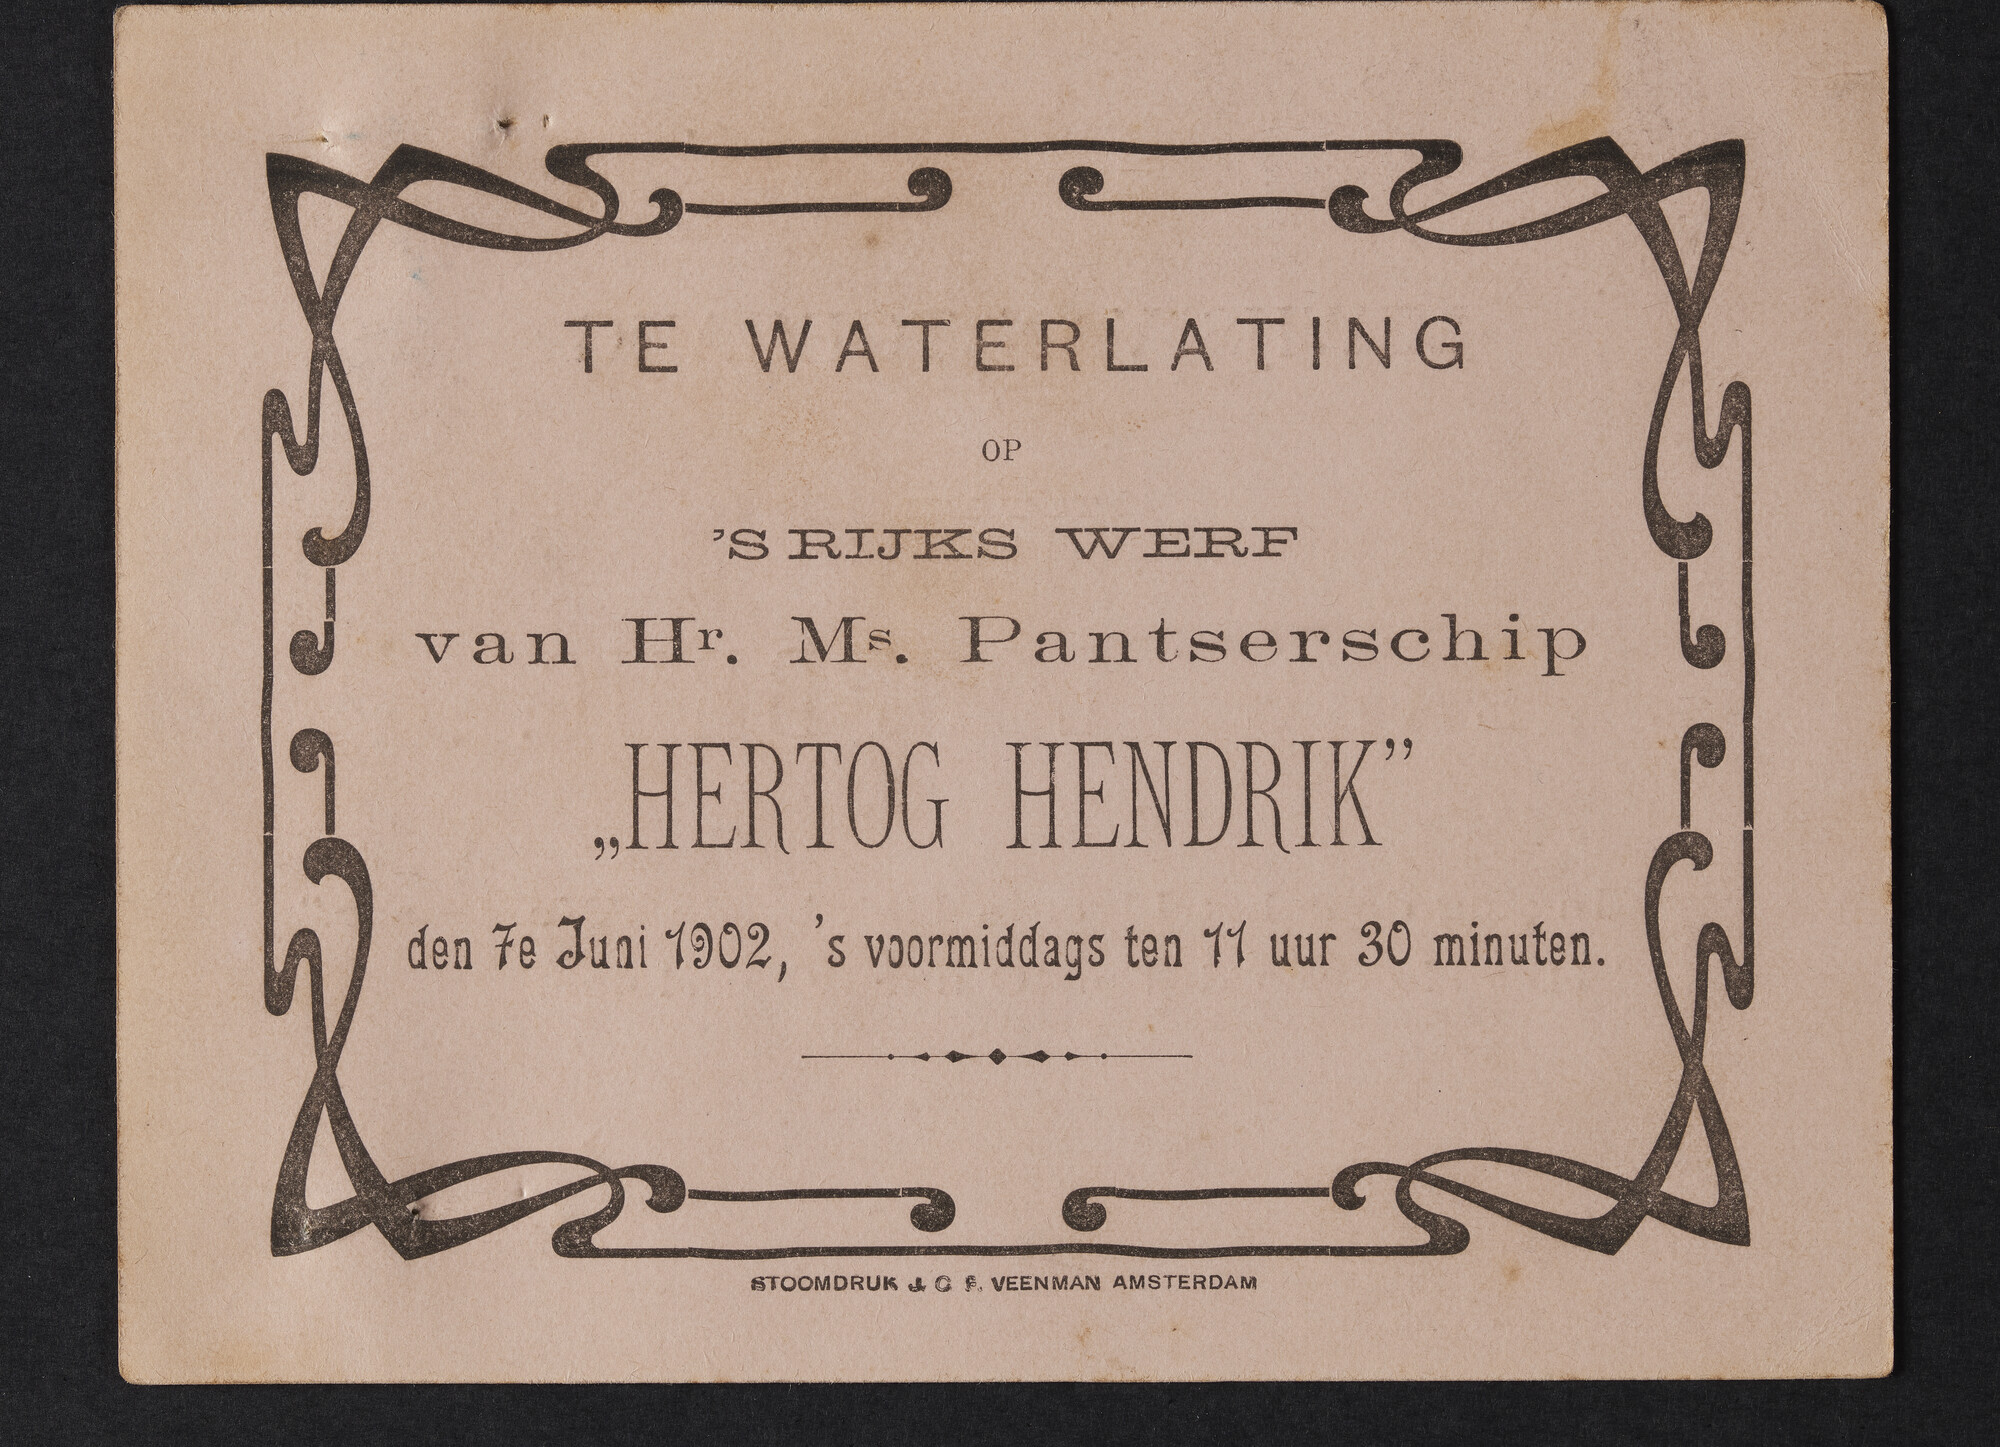 TE WATERLATING
OP
'S RIJKS WERF
van Hr. Ms. Pantserschip
„HERTOG HENDRIK”
den 7e Juni 1902, 's voormiddags ten 11 uur 30 minuten.
STOOMDRUK J. C. F. VEENMAN AMSTERDAM